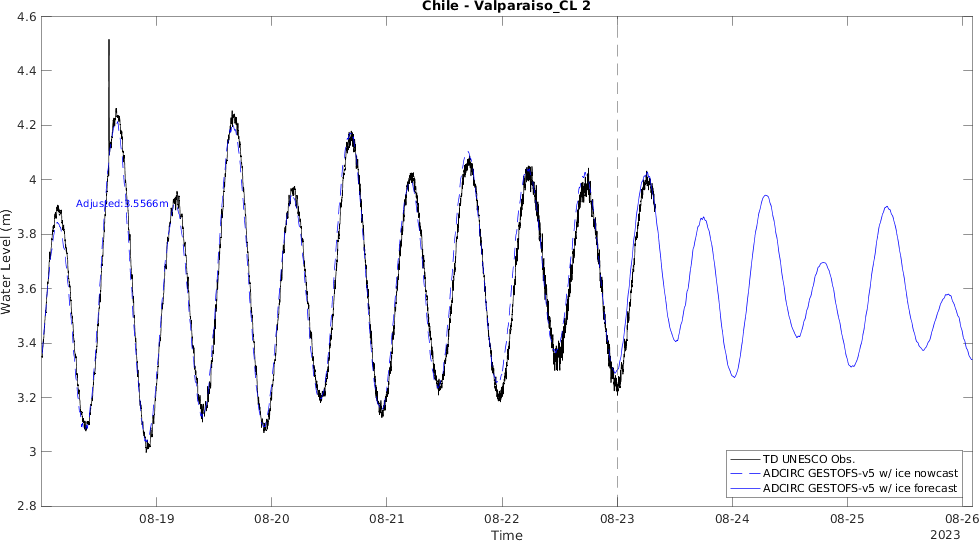 Chile - Valparaiso_CL 2
4.6
4.4
4.2
4
3.8
3.6
3.4
3.2
3
2.8
Water Level (m)
Adjusted:3.5566m
TD UNESCO Obs.
ADCIRC GESTOFS-v5 w/ ice nowcast
ADCIRC GESTOFS-v5 w/ ice forecast
08-19 08-20 08-21 08-22 08-23 08-24 08-25 08-26
Time
2023